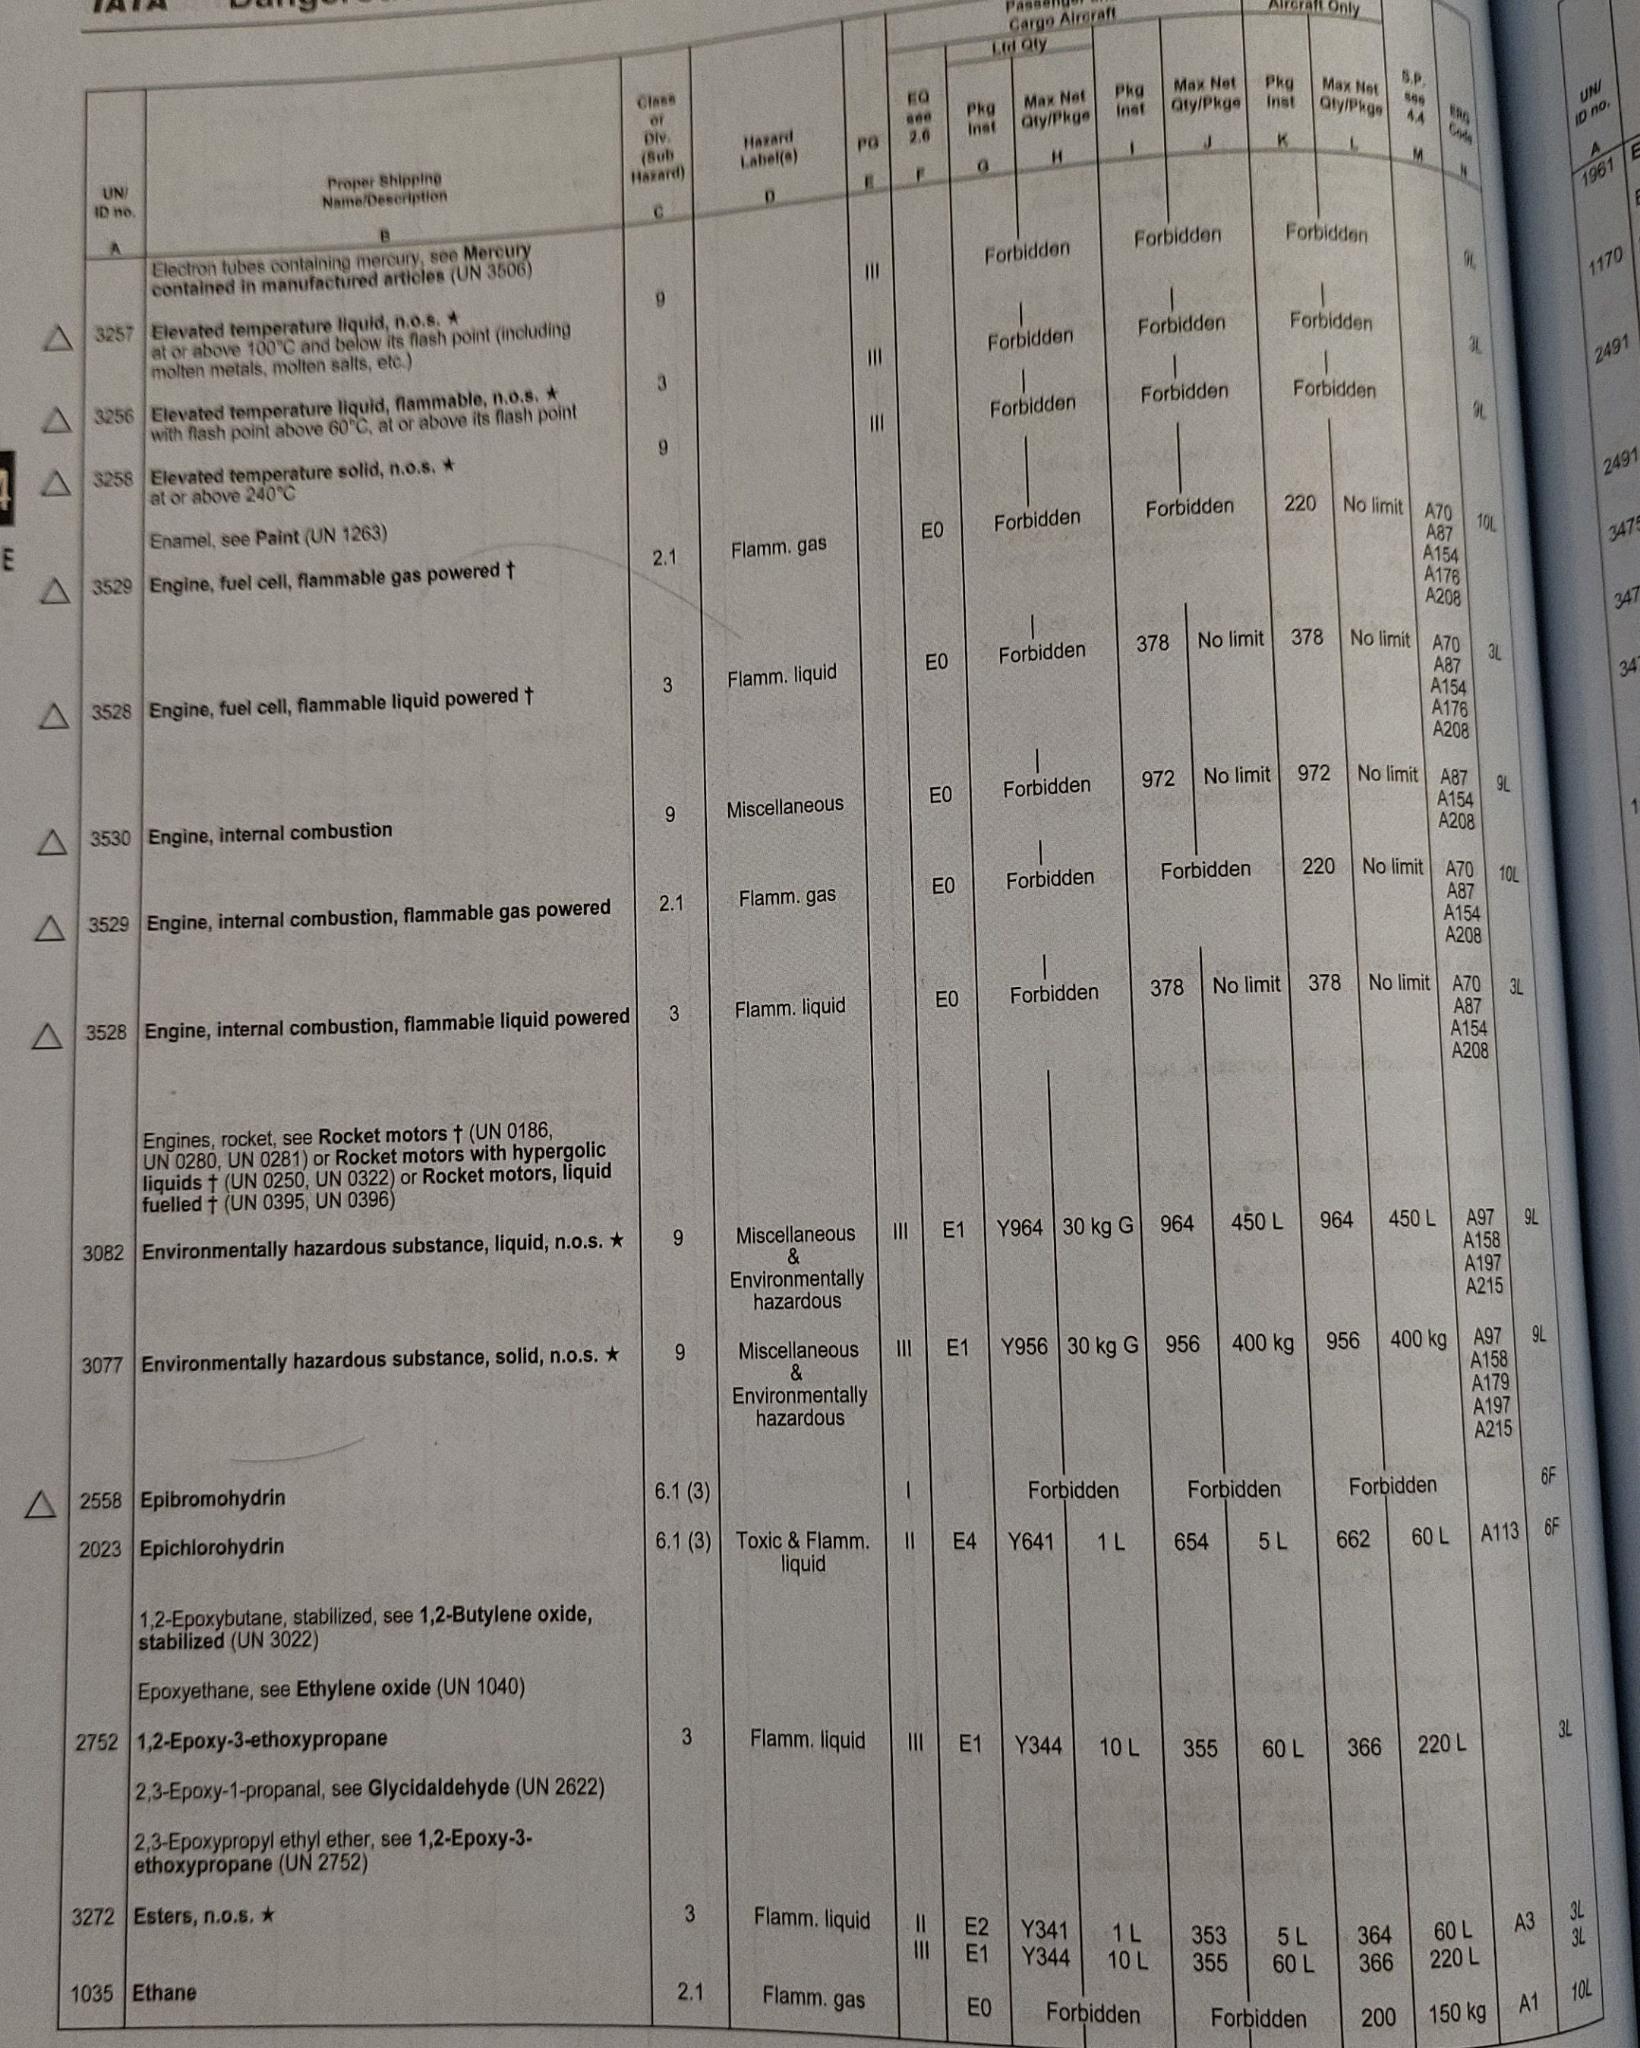 IATA
Cargo Aircraft
Aircraft Only
Ltd Qty
UN/ ID no.
Proper Shipping Name/Description
Class or Div. (Sub Hazard)
Hazard Label(s)
PG
EQ see 2.6
Pkg Inst
Max Net Qty/Pkge
Pkg Inst
Max Net Qty/Pkge
Pkg Inst
Max Net Qty/Pkge
S.P. see 4.4
ERG Code
A B C D E F G H I J K L M N
Electron tubes containing mercury, see Mercury
contained in manufactured articles (UN 3506)
△ 3257 Elevated temperature liquid, n.o.s. ★ 9 III Forbidden Forbidden Forbidden 9L
at or above 100°C and below its flash point (including
molten metals, molten salts, etc.)
△ 3256 Elevated temperature liquid, flammable, n.o.s. ★ 3 III Forbidden Forbidden Forbidden 3L
with flash point above 60°C, at or above its flash point
△ 3258 Elevated temperature solid, n.o.s. ★ 9 III Forbidden Forbidden Forbidden 9L
at or above 240°C
Enamel, see Paint (UN 1263)
△ 3529 Engine, fuel cell, flammable gas powered † 2.1 Flamm. gas E0 Forbidden Forbidden 220 No limit A70 10L
A87
A154
A176
A208
△ 3528 Engine, fuel cell, flammable liquid powered † 3 Flamm. liquid E0 Forbidden 378 No limit 378 No limit A70 3L
A87
A154
A176
A208
△ 3530 Engine, internal combustion 9 Miscellaneous E0 Forbidden 972 No limit 972 No limit A87 9L
A154
A208
△ 3529 Engine, internal combustion, flammable gas powered 2.1 Flamm. gas E0 Forbidden Forbidden 220 No limit A70 10L
A87
A154
A208
△ 3528 Engine, internal combustion, flammable liquid powered 3 Flamm. liquid E0 Forbidden 378 No limit 378 No limit A70 3L
A87
A154
A208
Engines, rocket, see Rocket motors † (UN 0186,
UN 0280, UN 0281) or Rocket motors with hypergolic
liquids † (UN 0250, UN 0322) or Rocket motors, liquid
fuelled † (UN 0395, UN 0396)
3082 Environmentally hazardous substance, liquid, n.o.s. ★ 9 Miscellaneous III E1 Y964 30 kg G 964 450 L 964 450 L A97 9L
& A158
Environmentally A197
hazardous A215
3077 Environmentally hazardous substance, solid, n.o.s. ★ 9 Miscellaneous III E1 Y956 30 kg G 956 400 kg 956 400 kg A97 9L
& A158
Environmentally A179
hazardous A197
A215
△ 2558 Epibromohydrin 6.1 (3) I Forbidden Forbidden Forbidden 6F
2023 Epichlorohydrin 6.1 (3) Toxic & Flamm. II E4 Y641 1 L 654 5 L 662 60 L A113 6F
liquid
1,2-Epoxybutane, stabilized, see 1,2-Butylene oxide,
stabilized (UN 3022)
Epoxyethane, see Ethylene oxide (UN 1040)
2752 1,2-Epoxy-3-ethoxypropane 3 Flamm. liquid III E1 Y344 10 L 355 60 L 366 220 L 3L
2,3-Epoxy-1-propanal, see Glycidaldehyde (UN 2622)
2,3-Epoxypropyl ethyl ether, see 1,2-Epoxy-3-
ethoxypropane (UN 2752)
3272 Esters, n.o.s. ★ 3 Flamm. liquid II E2 Y341 1 L 353 5 L 364 60 L A3 3L
III E1 Y344 10 L 355 60 L 366 220 L 3L
1035 Ethane 2.1 Flamm. gas E0 Forbidden Forbidden 200 150 kg A1 10L
E
UN/
ID no.
A
1961
1170
2491
2491